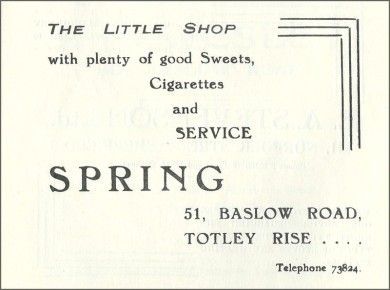 THE LITTLE SHOP
with plenty of good Sweets,
Cigarettes
and
SERVICE
SPRING
51, BASLOW ROAD,
TOTLEY RISE ....
Telephone 73824.